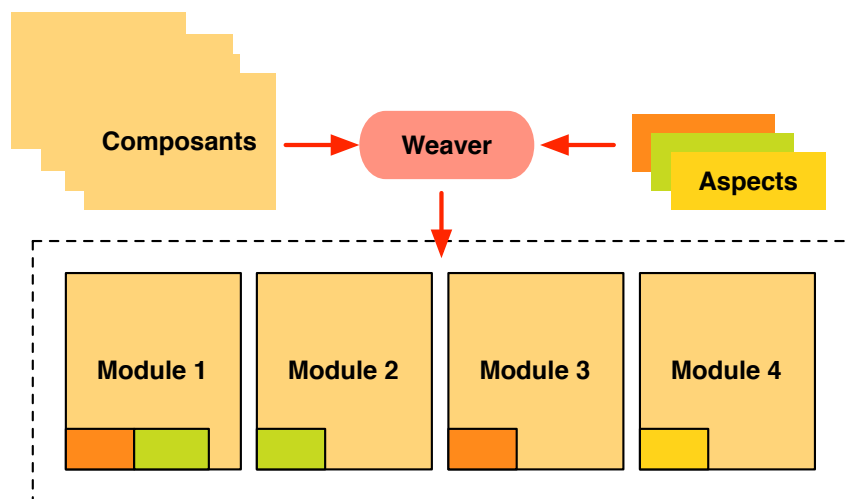 Composants
Weaver
Aspects
Module 1
Module 2
Module 3
Module 4